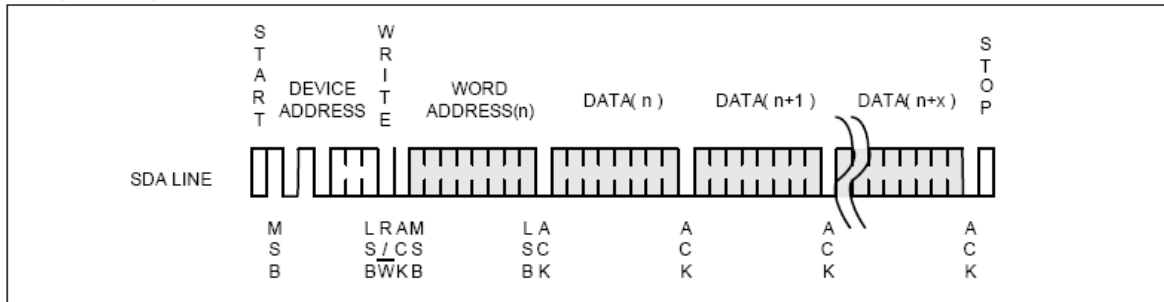 START
WRITE
STOP
DEVICE ADDRESS
WORD ADDRESS(n)
DATA( n )
DATA( n+1 )
DATA( n+x )
SDA LINE
MSB
LSB
R/W
ACK
MSB
LSB
ACK
ACK
ACK
ACK